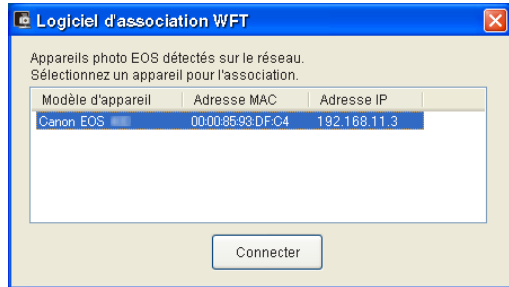 Logiciel d'association WFT
Appareils photo EOS détectés sur le réseau.
Sélectionnez un appareil pour l'association.
Modèle d'appareil Adresse MAC Adresse IP
Canon EOS 00:00:85:93:DF:C4 192.168.11.3
Connecter